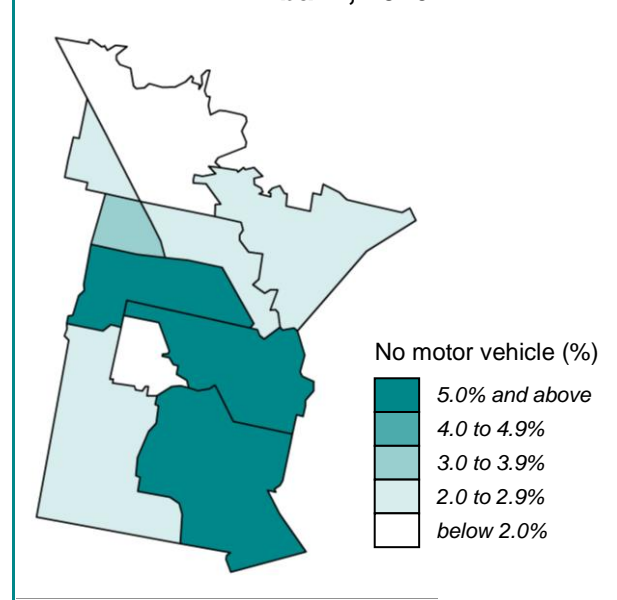 No motor vehicle (%)
5.0% and above
4.0 to 4.9%
3.0 to 3.9%
2.0 to 2.9%
below 2.0%